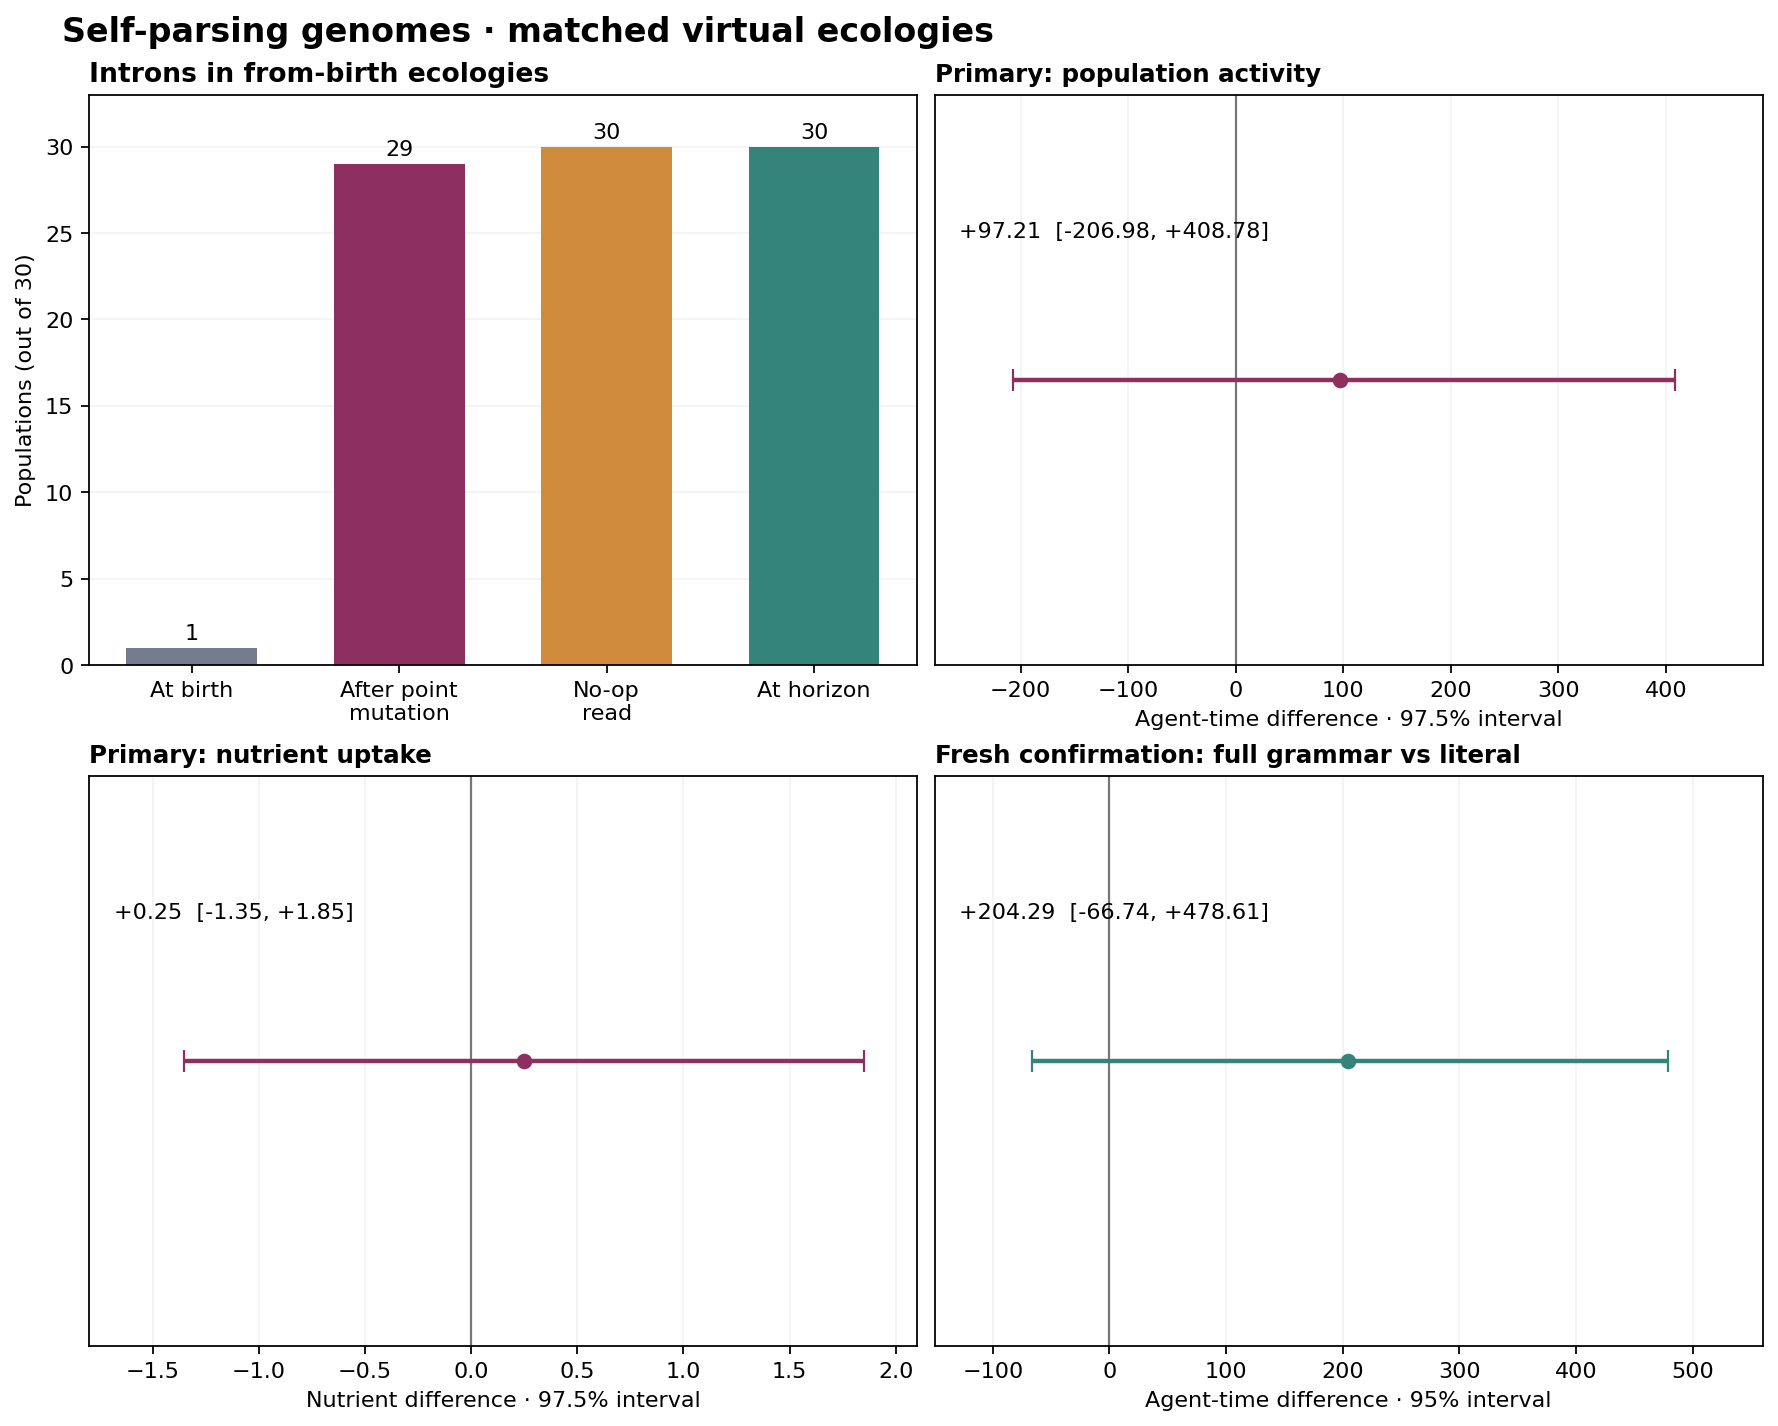 Self-parsing genomes · matched virtual ecologies
Introns in from-birth ecologies
Populations (out of 30)
30
25
20
15
10
5
0
1
29
30
30
At birth
After point
mutation
No-op
read
At horizon
Primary: population activity
+97.21 [-206.98, +408.78]
−200 −100 0 100 200 300 400
Agent-time difference · 97.5% interval
Primary: nutrient uptake
+0.25 [-1.35, +1.85]
−1.5 −1.0 −0.5 0.0 0.5 1.0 1.5 2.0
Nutrient difference · 97.5% interval
Fresh confirmation: full grammar vs literal
+204.29 [-66.74, +478.61]
−100 0 100 200 300 400 500
Agent-time difference · 95% interval